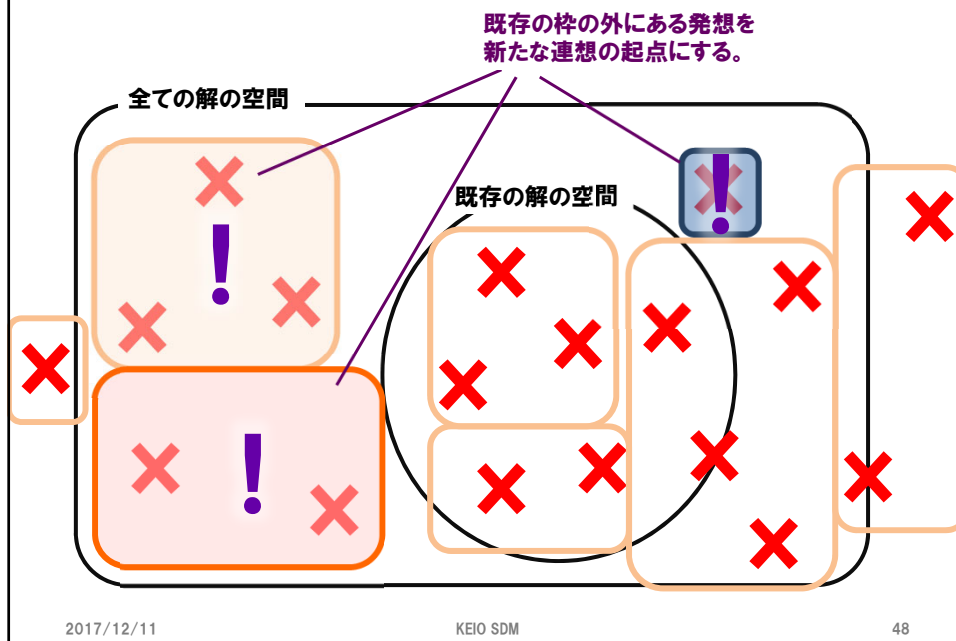 既存の枠の外にある発想を
新たな連想の起点にする。
全ての解の空間
既存の解の空間
!
!
!
2017/12/11
KEIO SDM
48